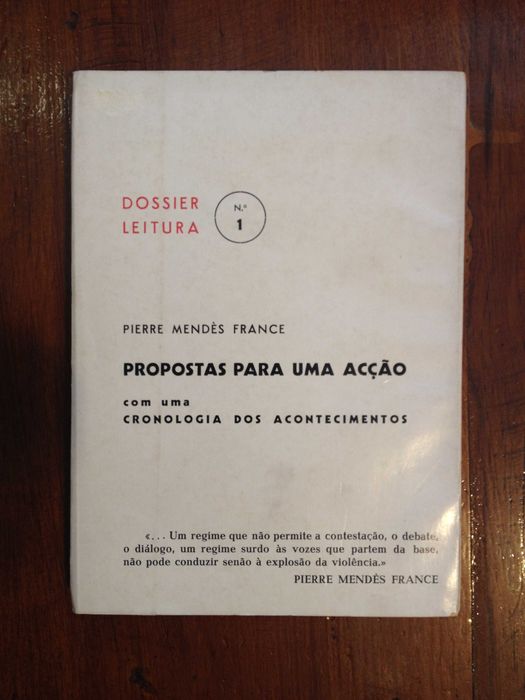 DOSSIER
LEITURA
N.º
1
PIERRE MENDÈS FRANCE
PROPOSTAS PARA UMA ACÇÃO
com uma
CRONOLOGIA DOS ACONTECIMENTOS
«... Um regime que não permite a contestação, o debate,
o diálogo, um regime surdo às vozes que partem da base,
não pode conduzir senão à explosão da violência.»
PIERRE MENDÈS FRANCE